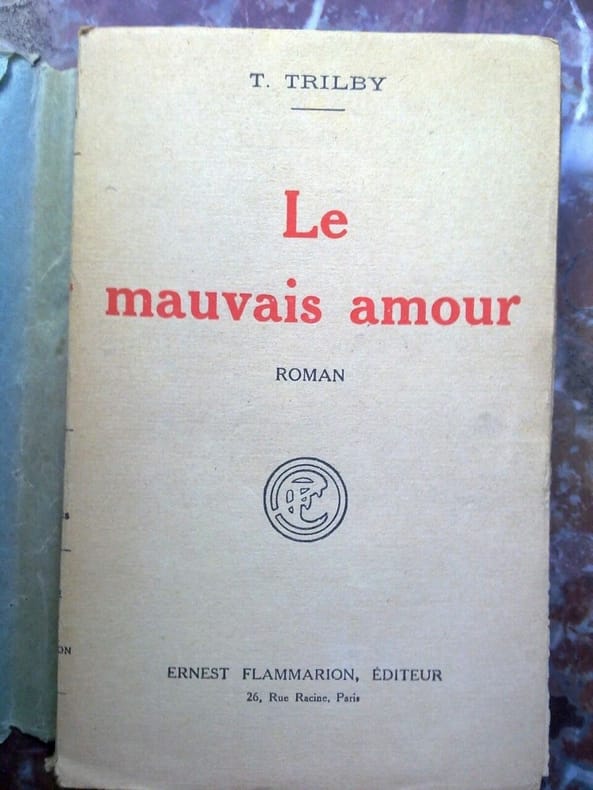 T. TRILBY
Le
mauvais amour
ROMAN
ERNEST FLAMMARION, ÉDITEUR
26, Rue Racine, Paris